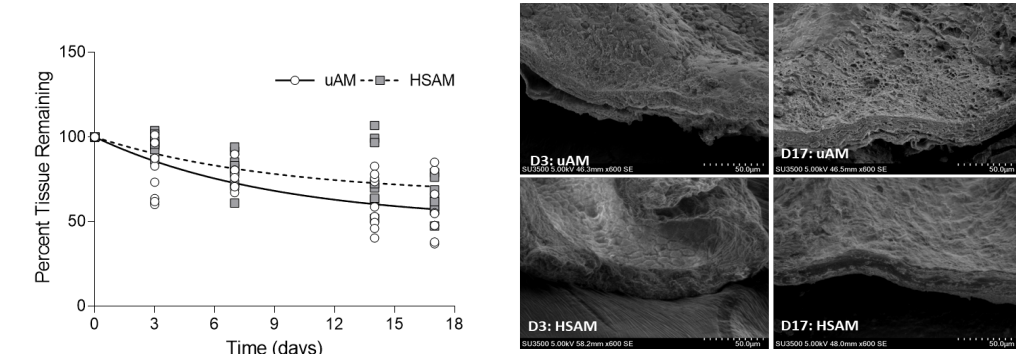 150
100
50
0
Percent Tissue Remaining
uAM
HSAM
0 3 6 9 12 15 18
Time (days)
D3: uAM
SU3500 5.00kV 46.3mm x600 SE 50.0µm
D17: uAM
SU3500 5.00kV 46.5mm x600 SE 50.0µm
D3: HSAM
SU3500 5.00kV 58.2mm x600 SE 50.0µm
D17: HSAM
SU3500 5.00kV 48.0mm x600 SE 50.0µm